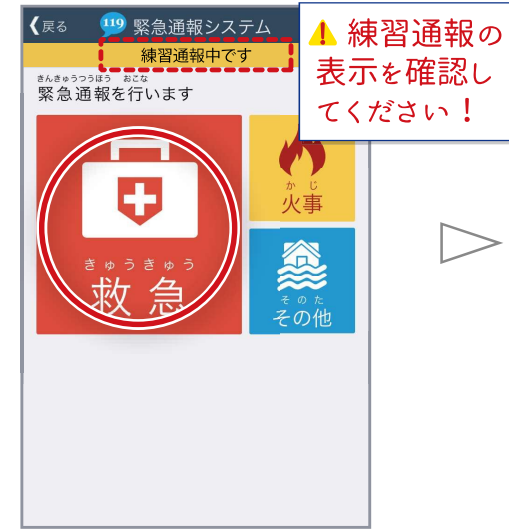 戻る
119 緊急通報システム
練習通報中です
きんきゅうつうほう おこな
緊急通報を行います
きゅうきゅう
救急
かじ
火事
そのた
その他
練習通報の
表示を確認し
てください！